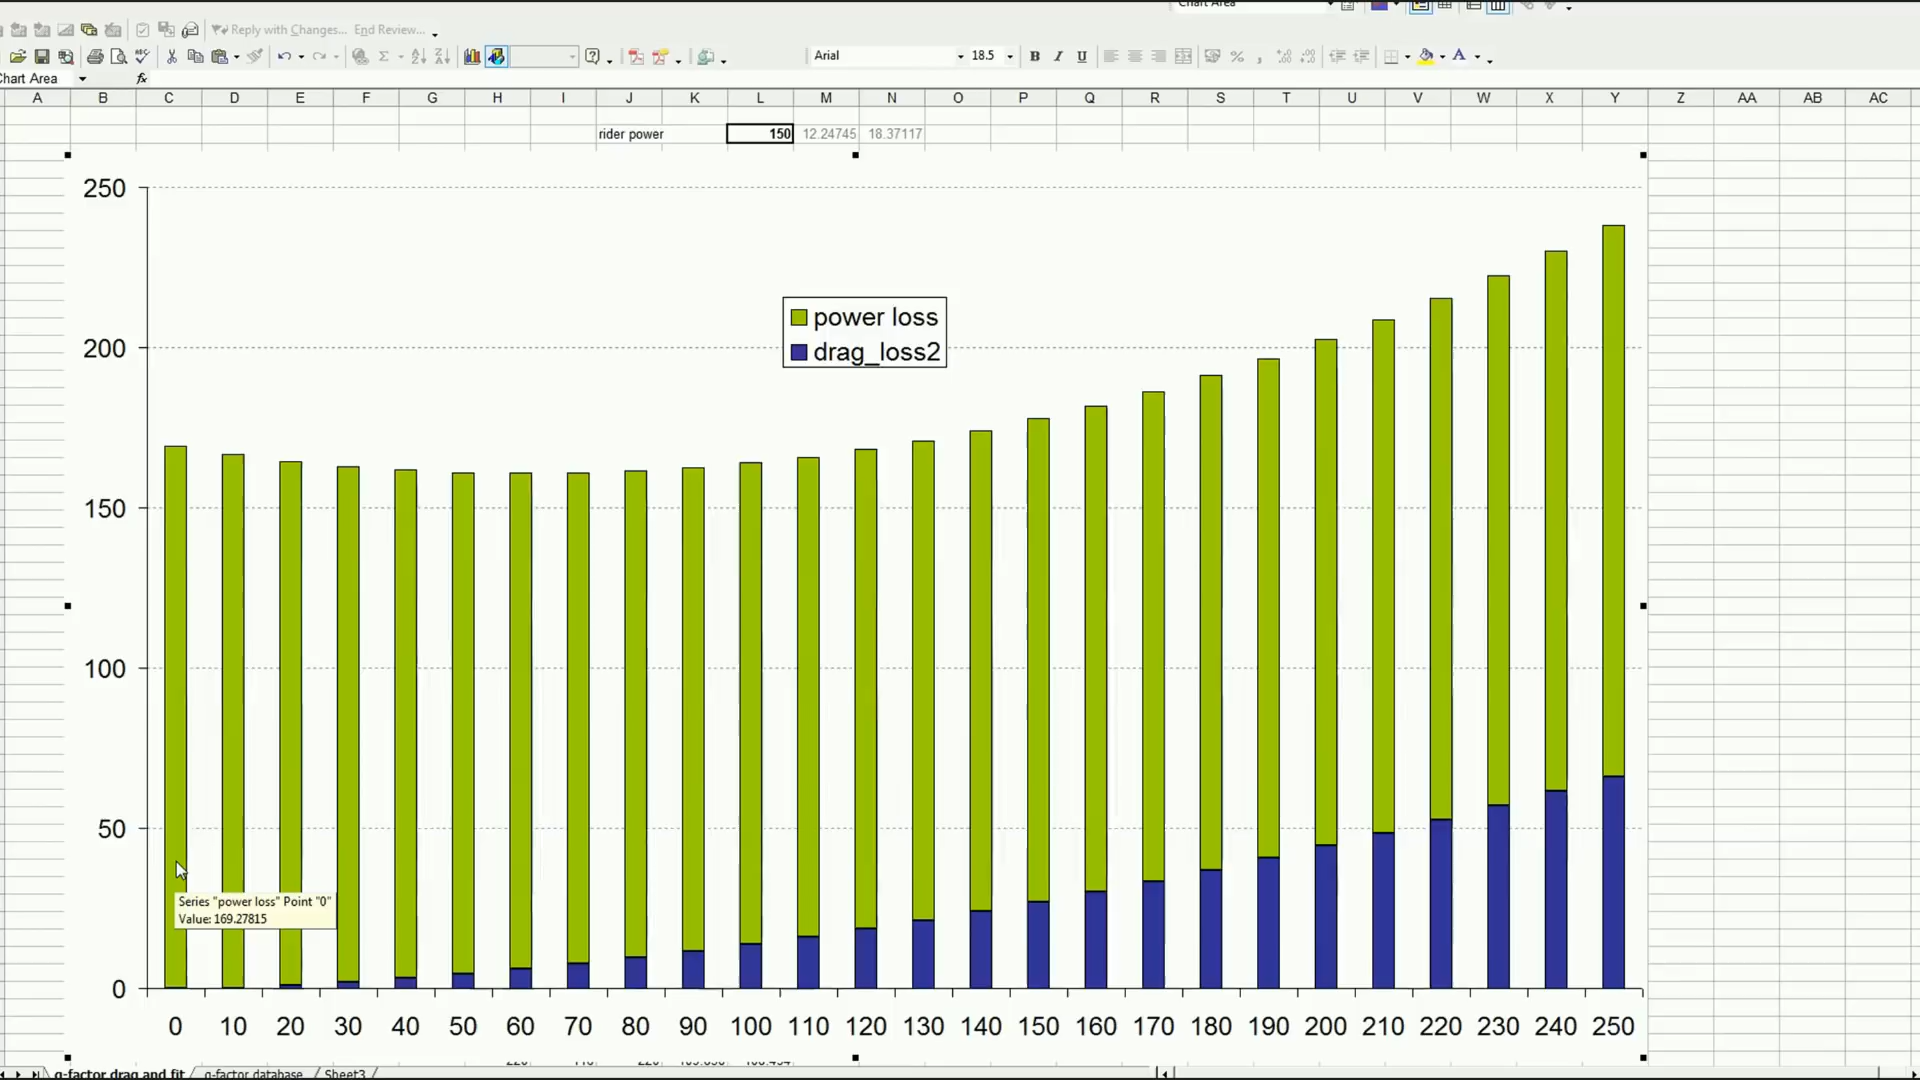 Chart Area
Reply with Changes... End Review...
Arial 18.5 B I U
Chart Area fx
A B C D E F G H I J K L M N O P Q R S T U V W X Y Z AA AB AC
rider power 150 12.24745 18.37117
250
power loss
200
drag_loss2
150
100
50
Series "power loss" Point "0"
Value: 169.27815
0
0 10 20 30 40 50 60 70 80 90 100 110 120 130 140 150 160 170 180 190 200 210 220 230 240 250
q-factor drag and fit q-factor database Sheet3